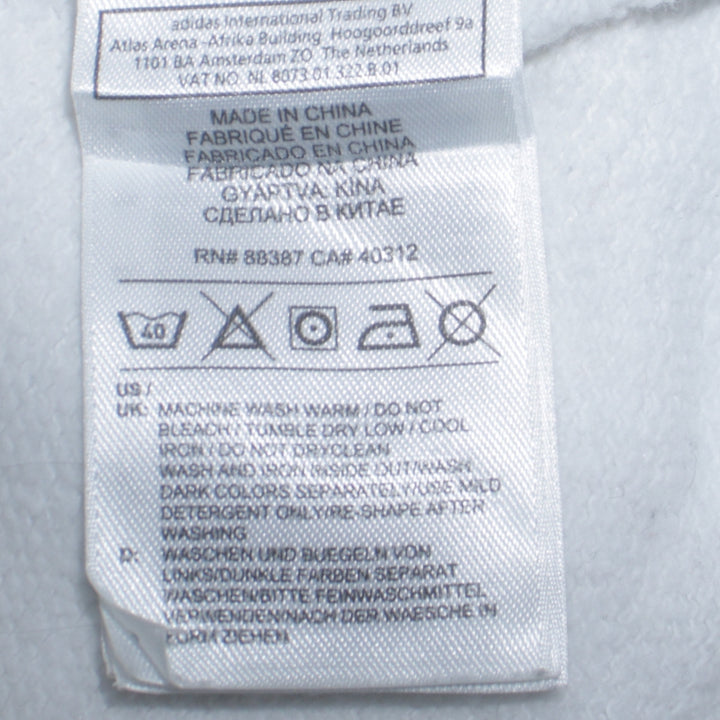 adidas International Trading BV
Atlas Arena -Afrika Building Hoogoorddreef 9a
1101 BA Amsterdam ZO The Netherlands
VAT NO. NL 8073.01.322.B.01
MADE IN CHINA
FABRIQUÉ EN CHINE
FABRICADO EN CHINA
FABRICADO NA CHINA
GYÁRTVA: KÍNA
СДЕЛАНО В КИТАЕ
RN# 88387 CA# 40312
40
US /
UK: MACHINE WASH WARM / DO NOT
BLEACH / TUMBLE DRY LOW / COOL
IRON / DO NOT DRYCLEAN
WASH AND IRON INSIDE OUT/WASH
DARK COLORS SEPARATELY/USE MILD
DETERGENT ONLY/RE-SHAPE AFTER
WASHING
D: WASCHEN UND BUEGELN VON
LINKS/DUNKLE FARBEN SEPARAT
WASCHEN/BITTE FEINWASCHMITTEL
VERWENDEN/NACH DER WAESCHE IN
FORM ZIEHEN